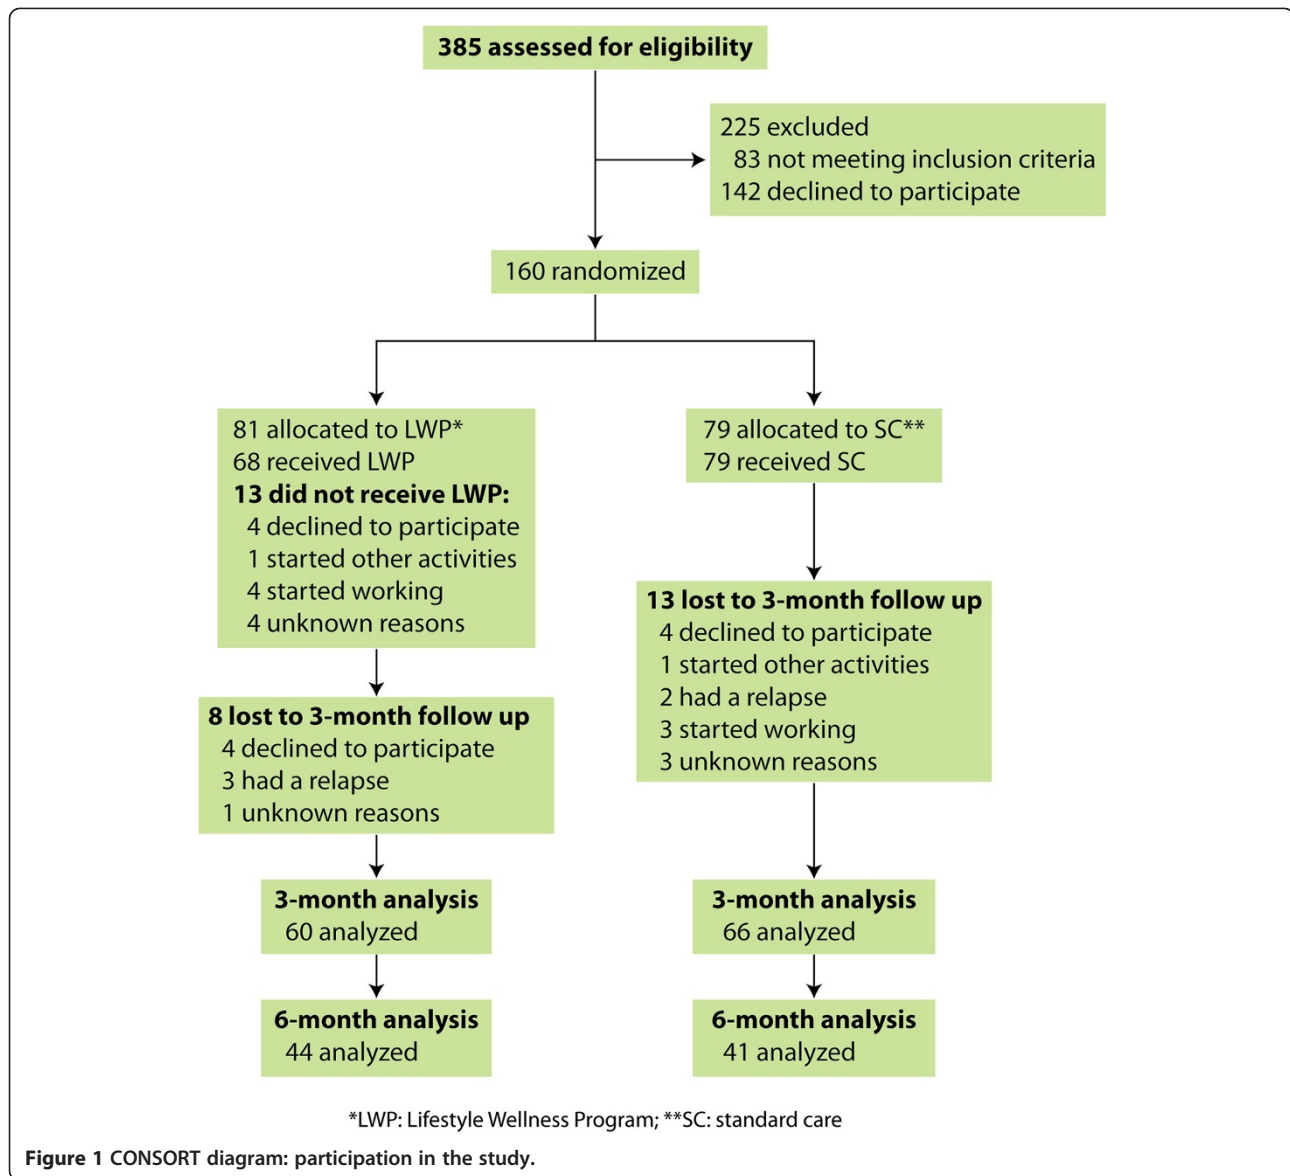 385 assessed for eligibility
225 excluded
83 not meeting inclusion criteria
142 declined to participate
160 randomized
81 allocated to LWP*
68 received LWP
13 did not receive LWP:
4 declined to participate
1 started other activities
4 started working
4 unknown reasons
8 lost to 3-month follow up
4 declined to participate
3 had a relapse
1 unknown reasons
3-month analysis
60 analyzed
6-month analysis
44 analyzed
79 allocated to SC**
79 received SC
13 lost to 3-month follow up
4 declined to participate
1 started other activities
2 had a relapse
3 started working
3 unknown reasons
3-month analysis
66 analyzed
6-month analysis
41 analyzed
*LWP: Lifestyle Wellness Program; **SC: standard care
Figure 1 CONSORT diagram: participation in the study.